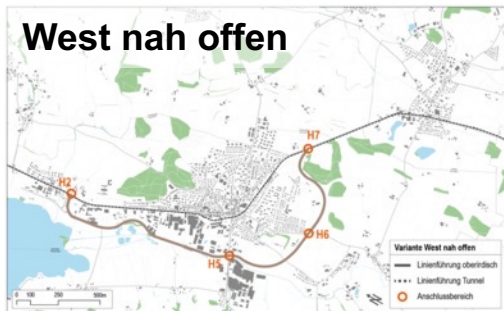 West nah offen
H7
H2
H6
H5
Variante West nah offen
Linienführung oberirdisch
Linienführung Tunnel
Anschlussbereich
0 100 250 500m